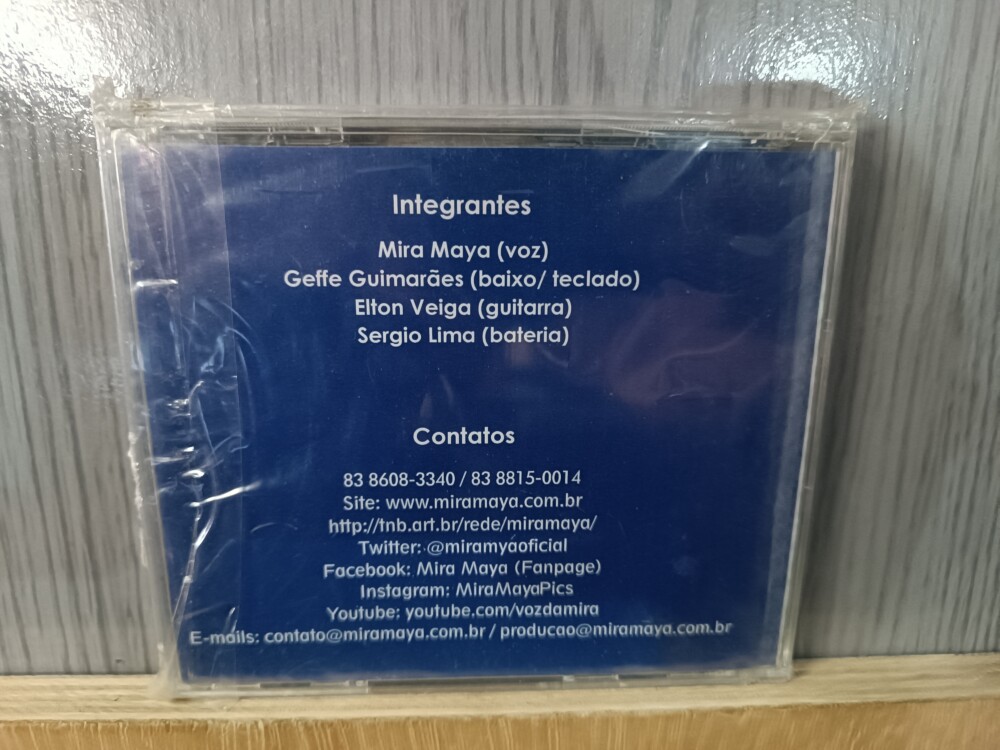 Integrantes
Mira Maya (voz)
Geffe Guimarães (baixo/ teclado)
Elton Veiga (guitarra)
Sergio Lima (bateria)
Contatos
83 8608-3340 / 83 8815-0014
Site: www.miramaya.com.br
http://tnb.art.br/rede/miramaya/
Twitter: @miramyaoficial
Facebook: Mira Maya (Fanpage)
Instagram: MiraMayaPics
Youtube: youtube.com/vozdamira
E-mails: contato@miramaya.com.br / producao@miramaya.com.br